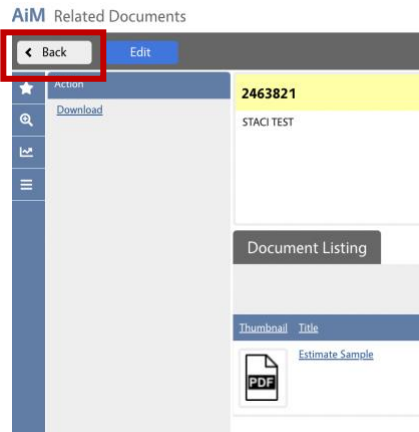 AiM Related Documents
Back Edit
Action
Download
2463821
STACI TEST
Document Listing
Thumbnail Title
PDF
Estimate Sample